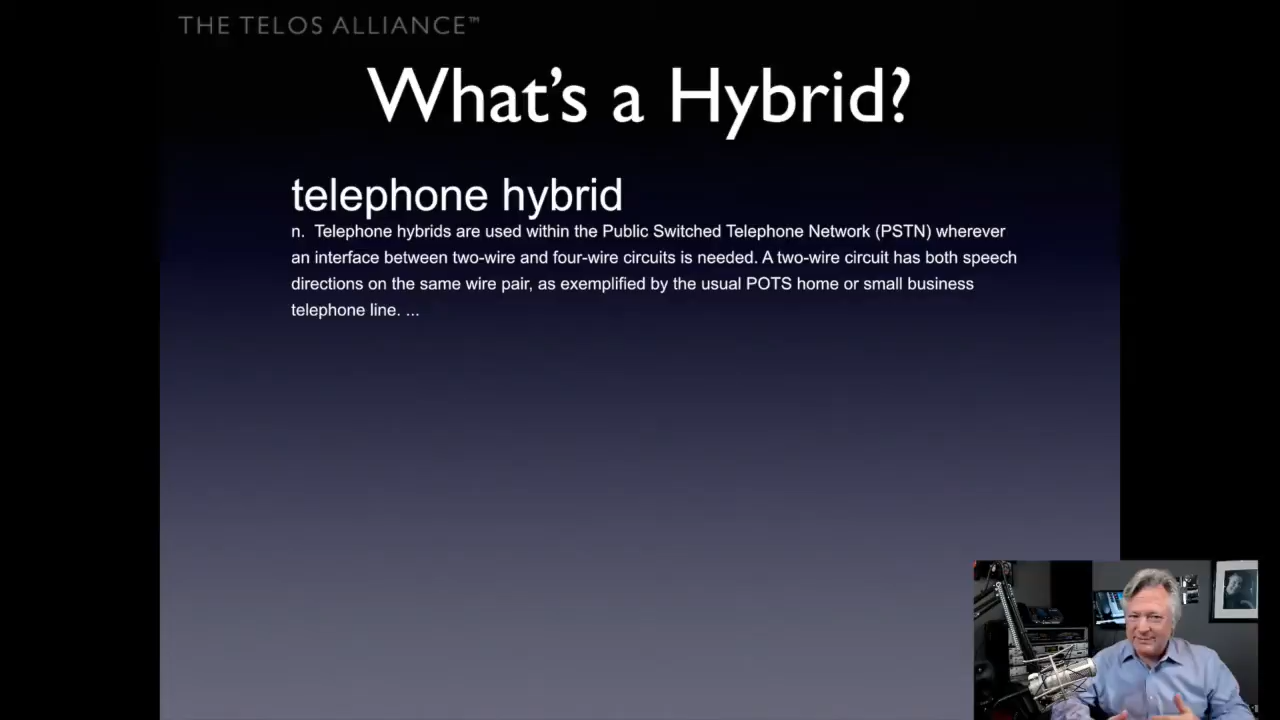 THE TELOS ALLIANCE™
What's a Hybrid?
telephone hybrid
n. Telephone hybrids are used within the Public Switched Telephone Network (PSTN) wherever
an interface between two-wire and four-wire circuits is needed. A two-wire circuit has both speech
directions on the same wire pair, as exemplified by the usual POTS home or small business
telephone line. ...